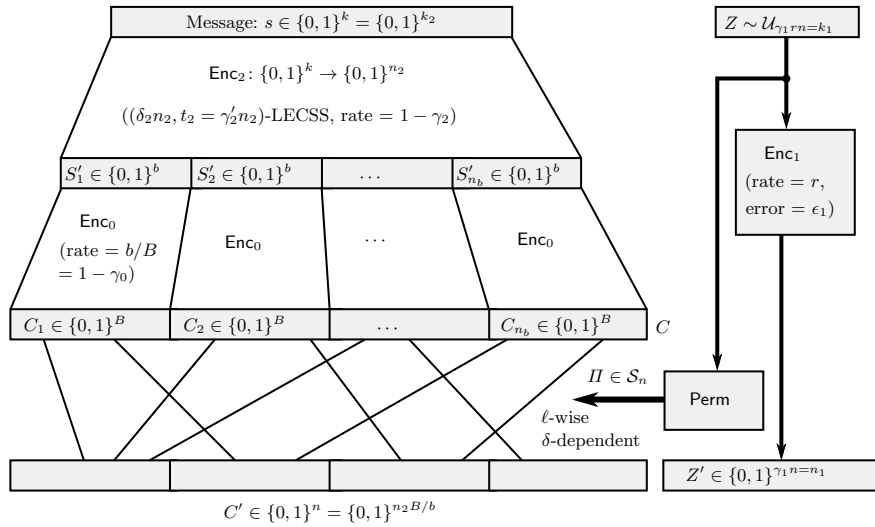 Message: s ∈ {0, 1}^k = {0, 1}^{k_2}
Z ∼ 𝒰_{γ_1 rn=k_1}
Enc_2 : {0, 1}^k → {0, 1}^{n_2}
((δ_2 n_2, t_2 = γ'_2 n_2)-LECSS, rate = 1 − γ_2)
Enc_1
(rate = r,
error = ϵ_1)
S'_1 ∈ {0, 1}^b
S'_2 ∈ {0, 1}^b
. . .
S'_{n_b} ∈ {0, 1}^b
Enc_0
(rate = b/B
= 1 − γ_0)
Enc_0
. . .
Enc_0
C_1 ∈ {0, 1}^B
C_2 ∈ {0, 1}^B
. . .
C_{n_b} ∈ {0, 1}^B
C
Π ∈ 𝒮_n
ℓ-wise
δ-dependent
Perm
Z' ∈ {0, 1}^{γ_1 n=n_1}
C' ∈ {0, 1}^n = {0, 1}^{n_2 B/b}